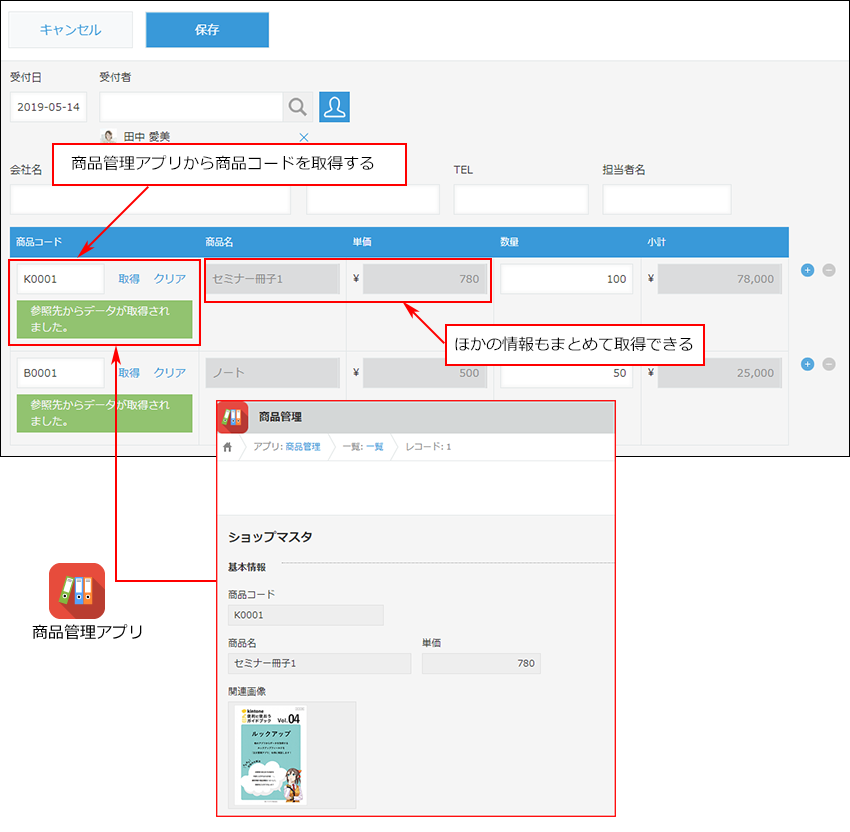 キャンセル 保存
受付日 受付者
2019-05-14
田中 愛美
商品管理アプリから商品コードを取得する
会社名 TEL 担当者名
商品コード 商品名 単価 数量 小計
K0001 取得 クリア セミナー冊子1 ¥ 780 100 ¥ 78,000
参照先からデータが取得され
ました。
ほかの情報もまとめて取得できる
B0001 取得 クリア ノート ¥ 500 50 ¥ 25,000
参照先からデータが取得され
ました。
商品管理
アプリ: 商品管理 一覧: 一覧 レコード: 1
ショップマスタ
基本情報
商品コード
K0001
商品管理アプリ
商品名 単価
セミナー冊子1 780
関連画像
kintone
ガイドブック Vol.04
ルックアップ